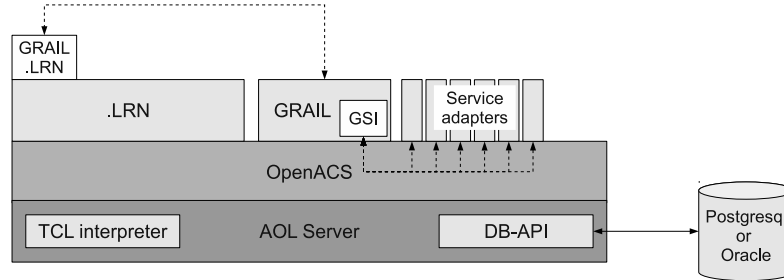 GRAIL
.LRN
.LRN
GRAIL
GSI
Service
adapters
OpenACS
TCL interpreter
AOL Server
DB-API
Postgresq
or
Oracle